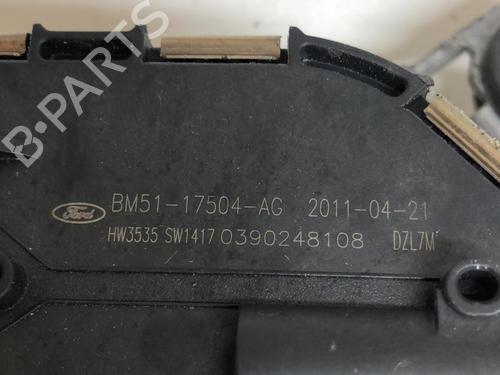 B-PARTS
Ford BM51-17504-AG 2011-04-21
HW3535 SW1417 0390248108 DZL7M